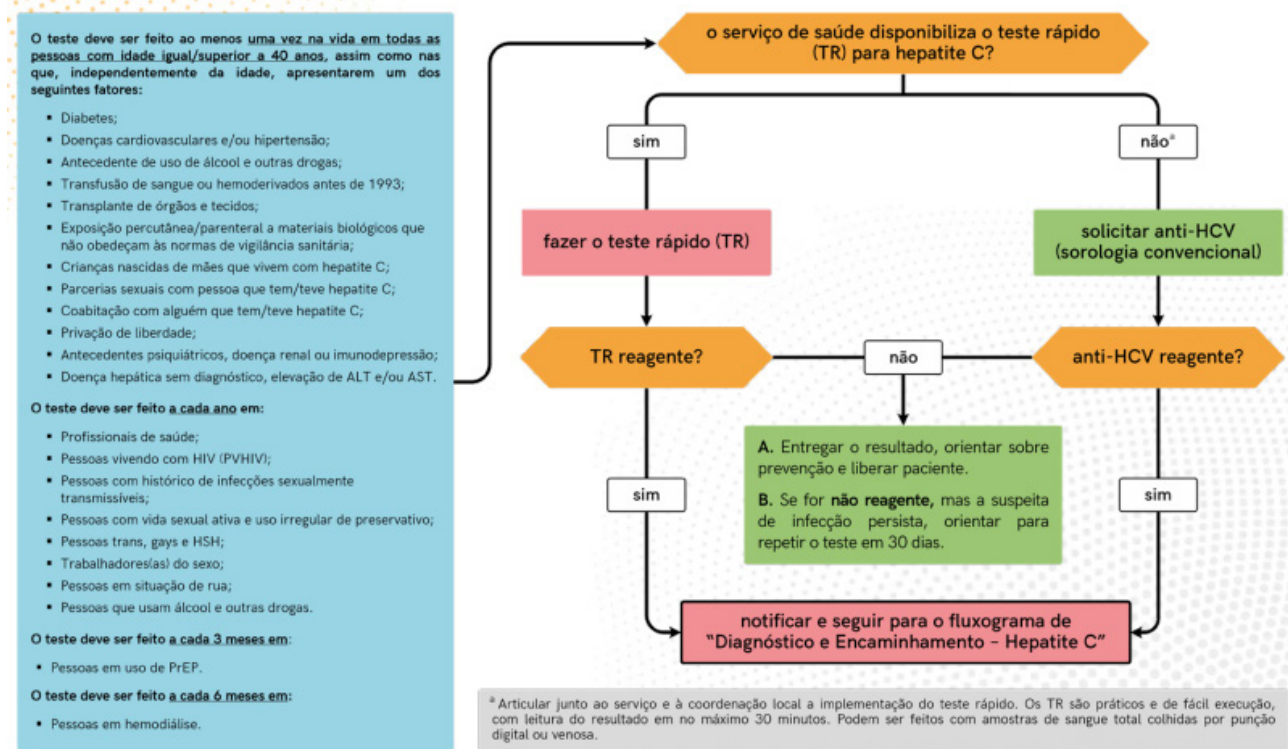 O teste deve ser feito ao menos uma vez na vida em todas as
pessoas com idade igual/superior a 40 anos, assim como nas
que, independentemente da idade, apresentarem um dos
seguintes fatores:
▪ Diabetes;
▪ Doenças cardiovasculares e/ou hipertensão;
▪ Antecedente de uso de álcool e outras drogas;
▪ Transfusão de sangue ou hemoderivados antes de 1993;
▪ Transplante de órgãos e tecidos;
▪ Exposição percutânea/parenteral a materiais biológicos que
não obedeçam às normas de vigilância sanitária;
▪ Crianças nascidas de mães que vivem com hepatite C;
▪ Parcerias sexuais com pessoa que tem/teve hepatite C;
▪ Coabitação com alguém que tem/teve hepatite C;
▪ Privação de liberdade;
▪ Antecedentes psiquiátricos, doença renal ou imunodepressão;
▪ Doença hepática sem diagnóstico, elevação de ALT e/ou AST.
O teste deve ser feito a cada ano em:
▪ Profissionais de saúde;
▪ Pessoas vivendo com HIV (PVHIV);
▪ Pessoas com histórico de infecções sexualmente
transmissíveis;
▪ Pessoas com vida sexual ativa e uso irregular de preservativo;
▪ Pessoas trans, gays e HSH;
▪ Trabalhadores(as) do sexo;
▪ Pessoas em situação de rua;
▪ Pessoas que usam álcool e outras drogas.
O teste deve ser feito a cada 3 meses em:
▪ Pessoas em uso de PrEP.
O teste deve ser feito a cada 6 meses em:
▪ Pessoas em hemodiálise.
o serviço de saúde disponibiliza o teste rápido
(TR) para hepatite C?
sim
nãoª
fazer o teste rápido (TR)
solicitar anti-HCV
(sorologia convencional)
TR reagente?
não
anti-HCV reagente?
A. Entregar o resultado, orientar sobre
prevenção e liberar paciente.
B. Se for não reagente, mas a suspeita
de infecção persista, orientar para
repetir o teste em 30 dias.
sim
sim
notificar e seguir para o fluxograma de
“Diagnóstico e Encaminhamento – Hepatite C”
ª Articular junto ao serviço e à coordenação local a implementação do teste rápido. Os TR são práticos e de fácil execução,
com leitura do resultado em no máximo 30 minutos. Podem ser feitos com amostras de sangue total colhidas por punção
digital ou venosa.